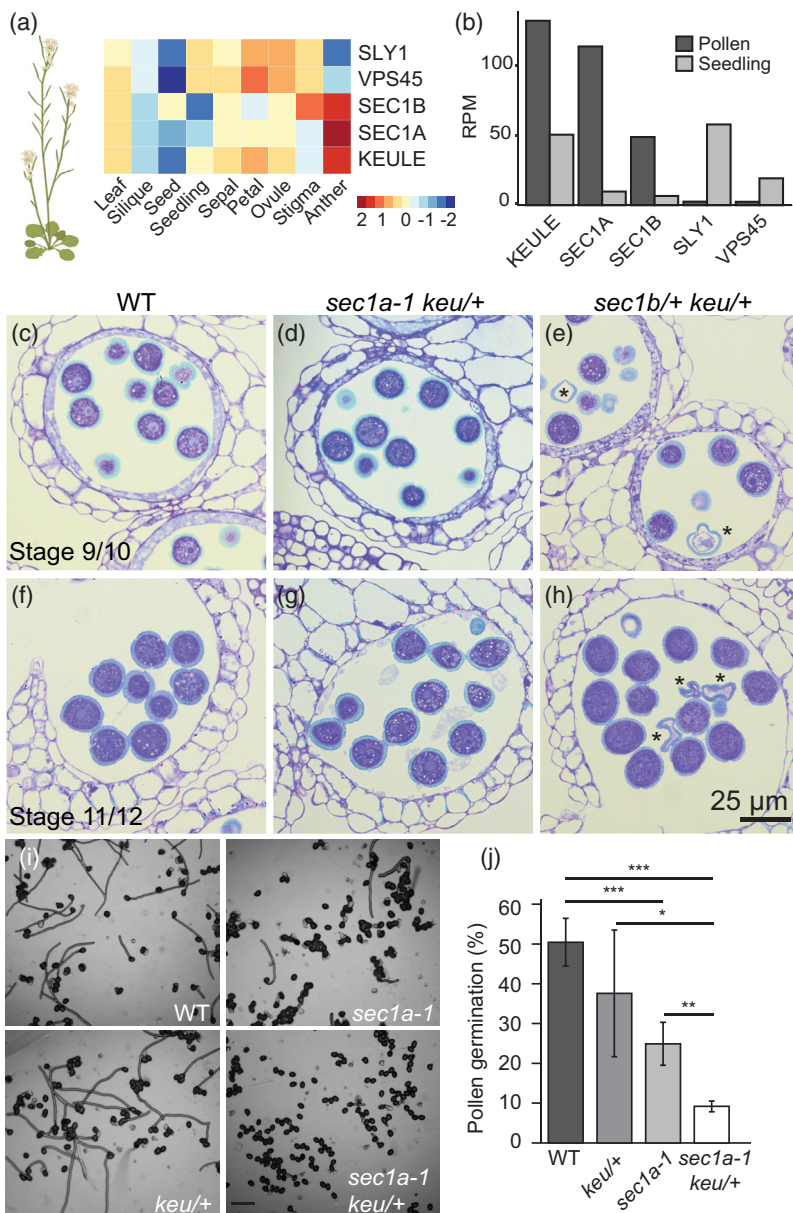 (a)
SLY1
VPS45
SEC1B
SEC1A
KEULE
Leaf
Silique
Seed
Seedling
Sepal
Petal
Ovule
Stigma
Anther
2 1 0 -1 -2
(b)
Pollen
Seedling
RPM
100
50
0
KEULE
SEC1A
SEC1B
SLY1
VPS45
WT
sec1a-1 keu/+
sec1b/+ keu/+
(c)
Stage 9/10
(d)
(e)
*
*
(f)
Stage 11/12
(g)
(h)
* *
*
25 µm
(i)
WT
sec1a-1
keu/+
sec1a-1
keu/+
(j)
***
***
*
**
Pollen germination (%)
60
50
40
30
20
10
0
WT
keu/+
sec1a-1
sec1a-1
keu/+